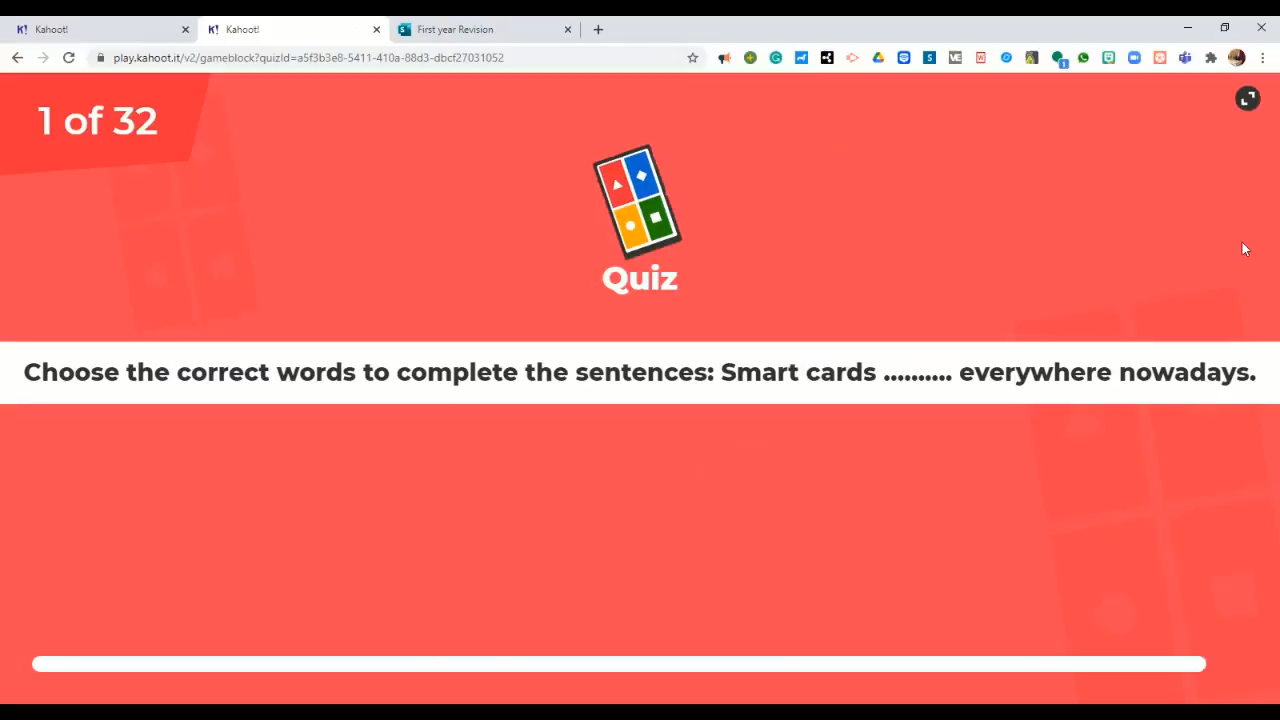 K! Kahoot!
K! Kahoot!
S First year Revision
play.kahoot.it/v2/gameblock?quizId=a5f3b3e8-5411-410a-88d3-dbcf27031052
1 of 32
Quiz
Choose the correct words to complete the sentences: Smart cards .......... everywhere nowadays.